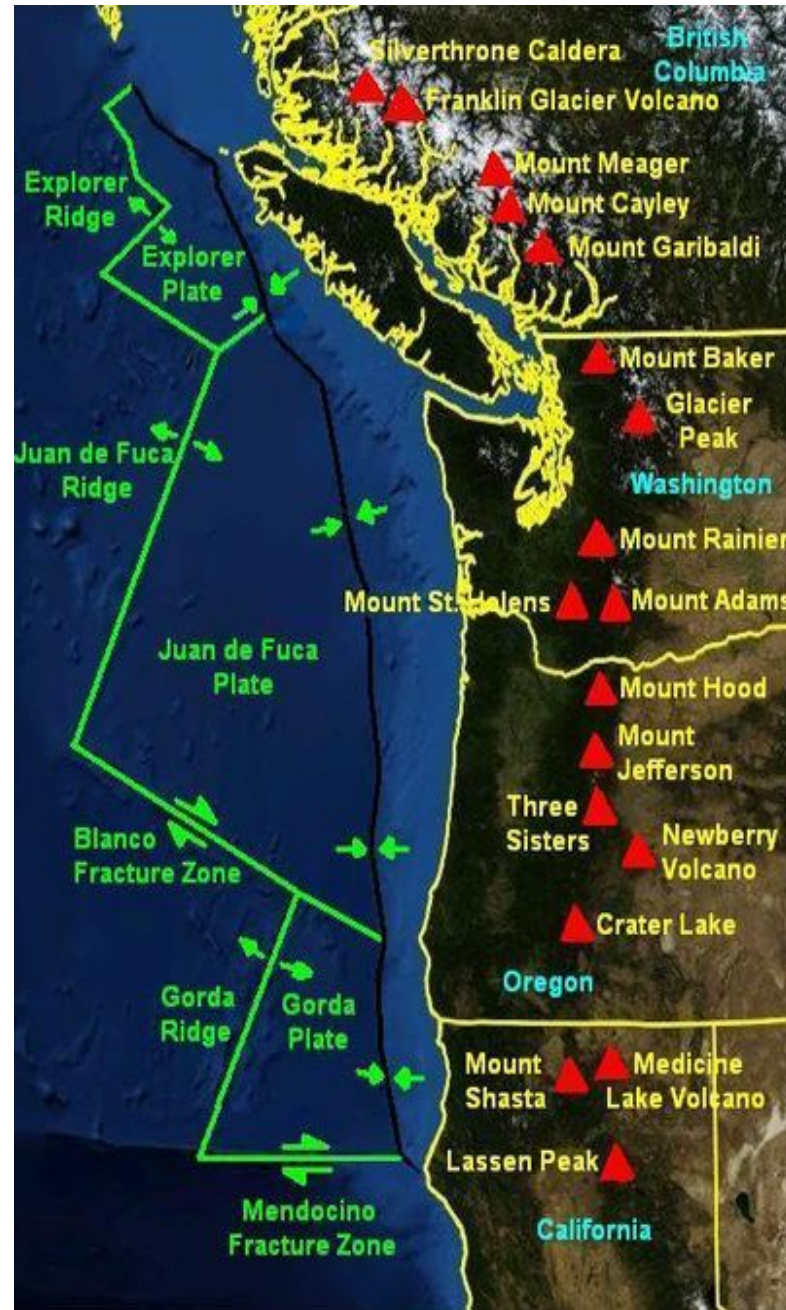 Silverthrone Caldera
British
Columbia
Franklin Glacier Volcano
Mount Meager
Explorer
Ridge
Mount Cayley
Explorer
Plate
Mount Garibaldi
Mount Baker
Glacier
Peak
Juan de Fuca
Ridge
Washington
Mount Rainier
Mount St. Helens
Mount Adams
Juan de Fuca
Plate
Mount Hood
Mount
Jefferson
Three
Sisters
Newberry
Volcano
Blanco
Fracture Zone
Crater Lake
Oregon
Gorda
Ridge
Gorda
Plate
Mount
Shasta
Medicine
Lake Volcano
Lassen Peak
Mendocino
Fracture Zone
California